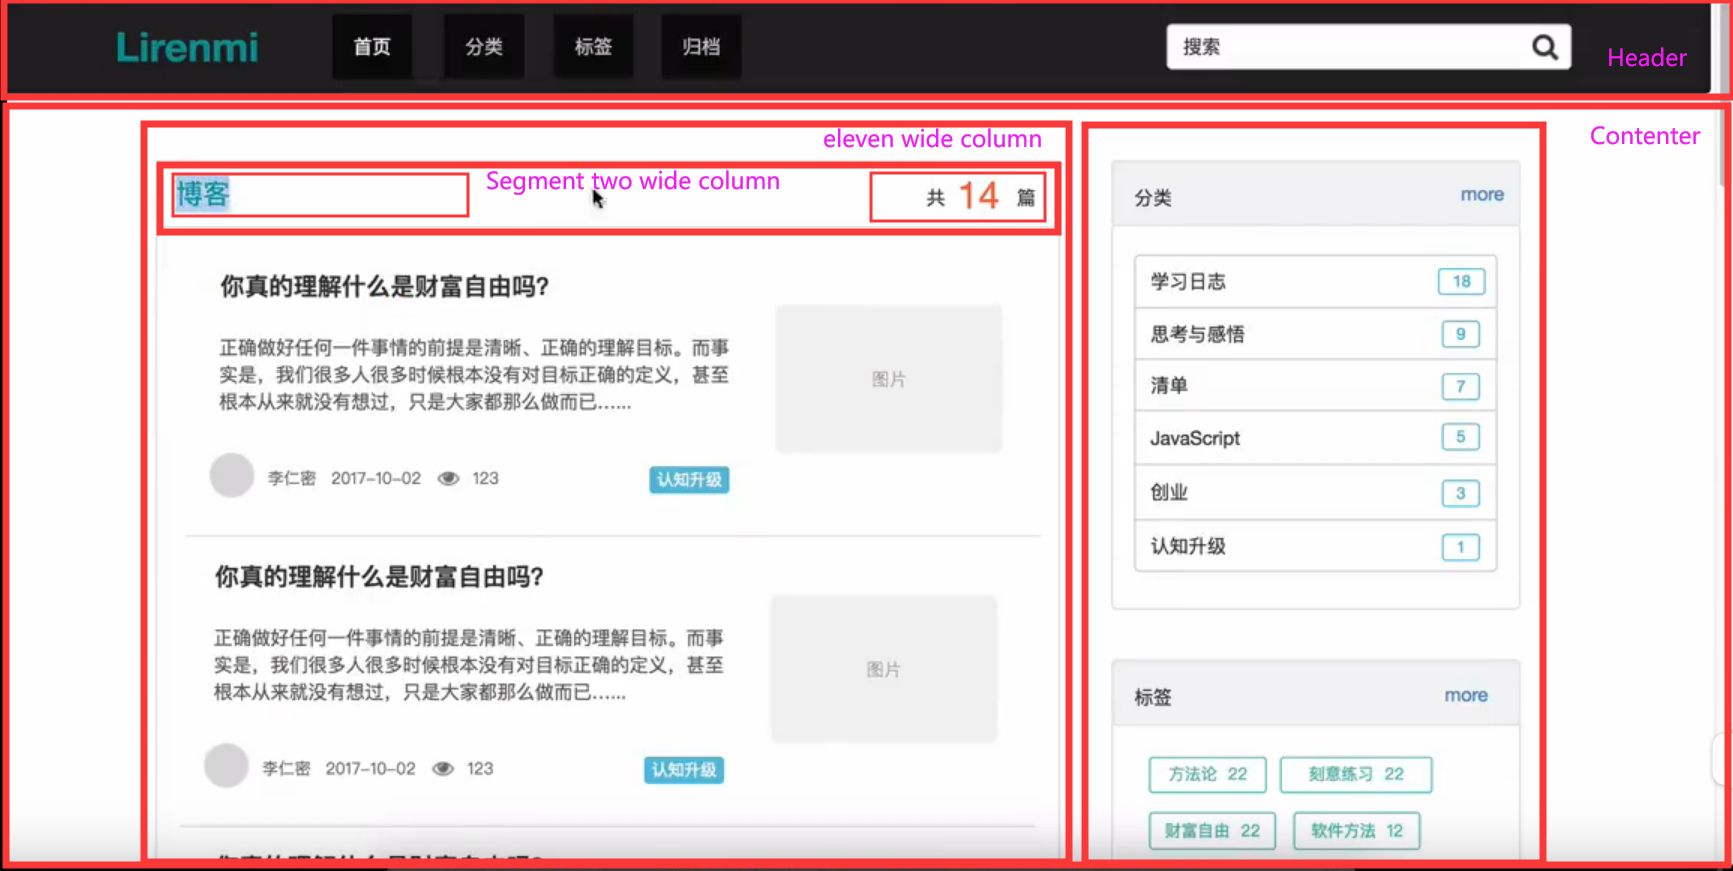 Lirenmi
首页
分类
标签
归档
搜索
Header
Contenter
eleven wide column
Segment two wide column
博客
共 14 篇
你真的理解什么是财富自由吗?
正确做好任何一件事情的前提是清晰、正确的理解目标。而事
实是，我们很多人很多时候根本没有对目标正确的定义，甚至
根本从来就没有想过，只是大家都那么做而已......
图片
李仁密 2017-10-02 123
认知升级
你真的理解什么是财富自由吗?
正确做好任何一件事情的前提是清晰、正确的理解目标。而事
实是，我们很多人很多时候根本没有对目标正确的定义，甚至
根本从来就没有想过，只是大家都那么做而已......
图片
李仁密 2017-10-02 123
认知升级
分类 more
学习日志 18
思考与感悟 9
清单 7
JavaScript 5
创业 3
认知升级 1
标签 more
方法论 22
刻意练习 22
财富自由 22
软件方法 12